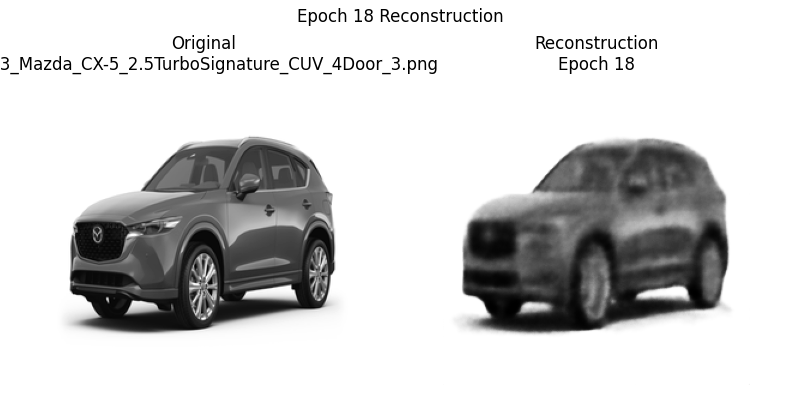 Epoch 18 Reconstruction
Original
3_Mazda_CX-5_2.5TurboSignature_CUV_4Door_3.png
Reconstruction
Epoch 18